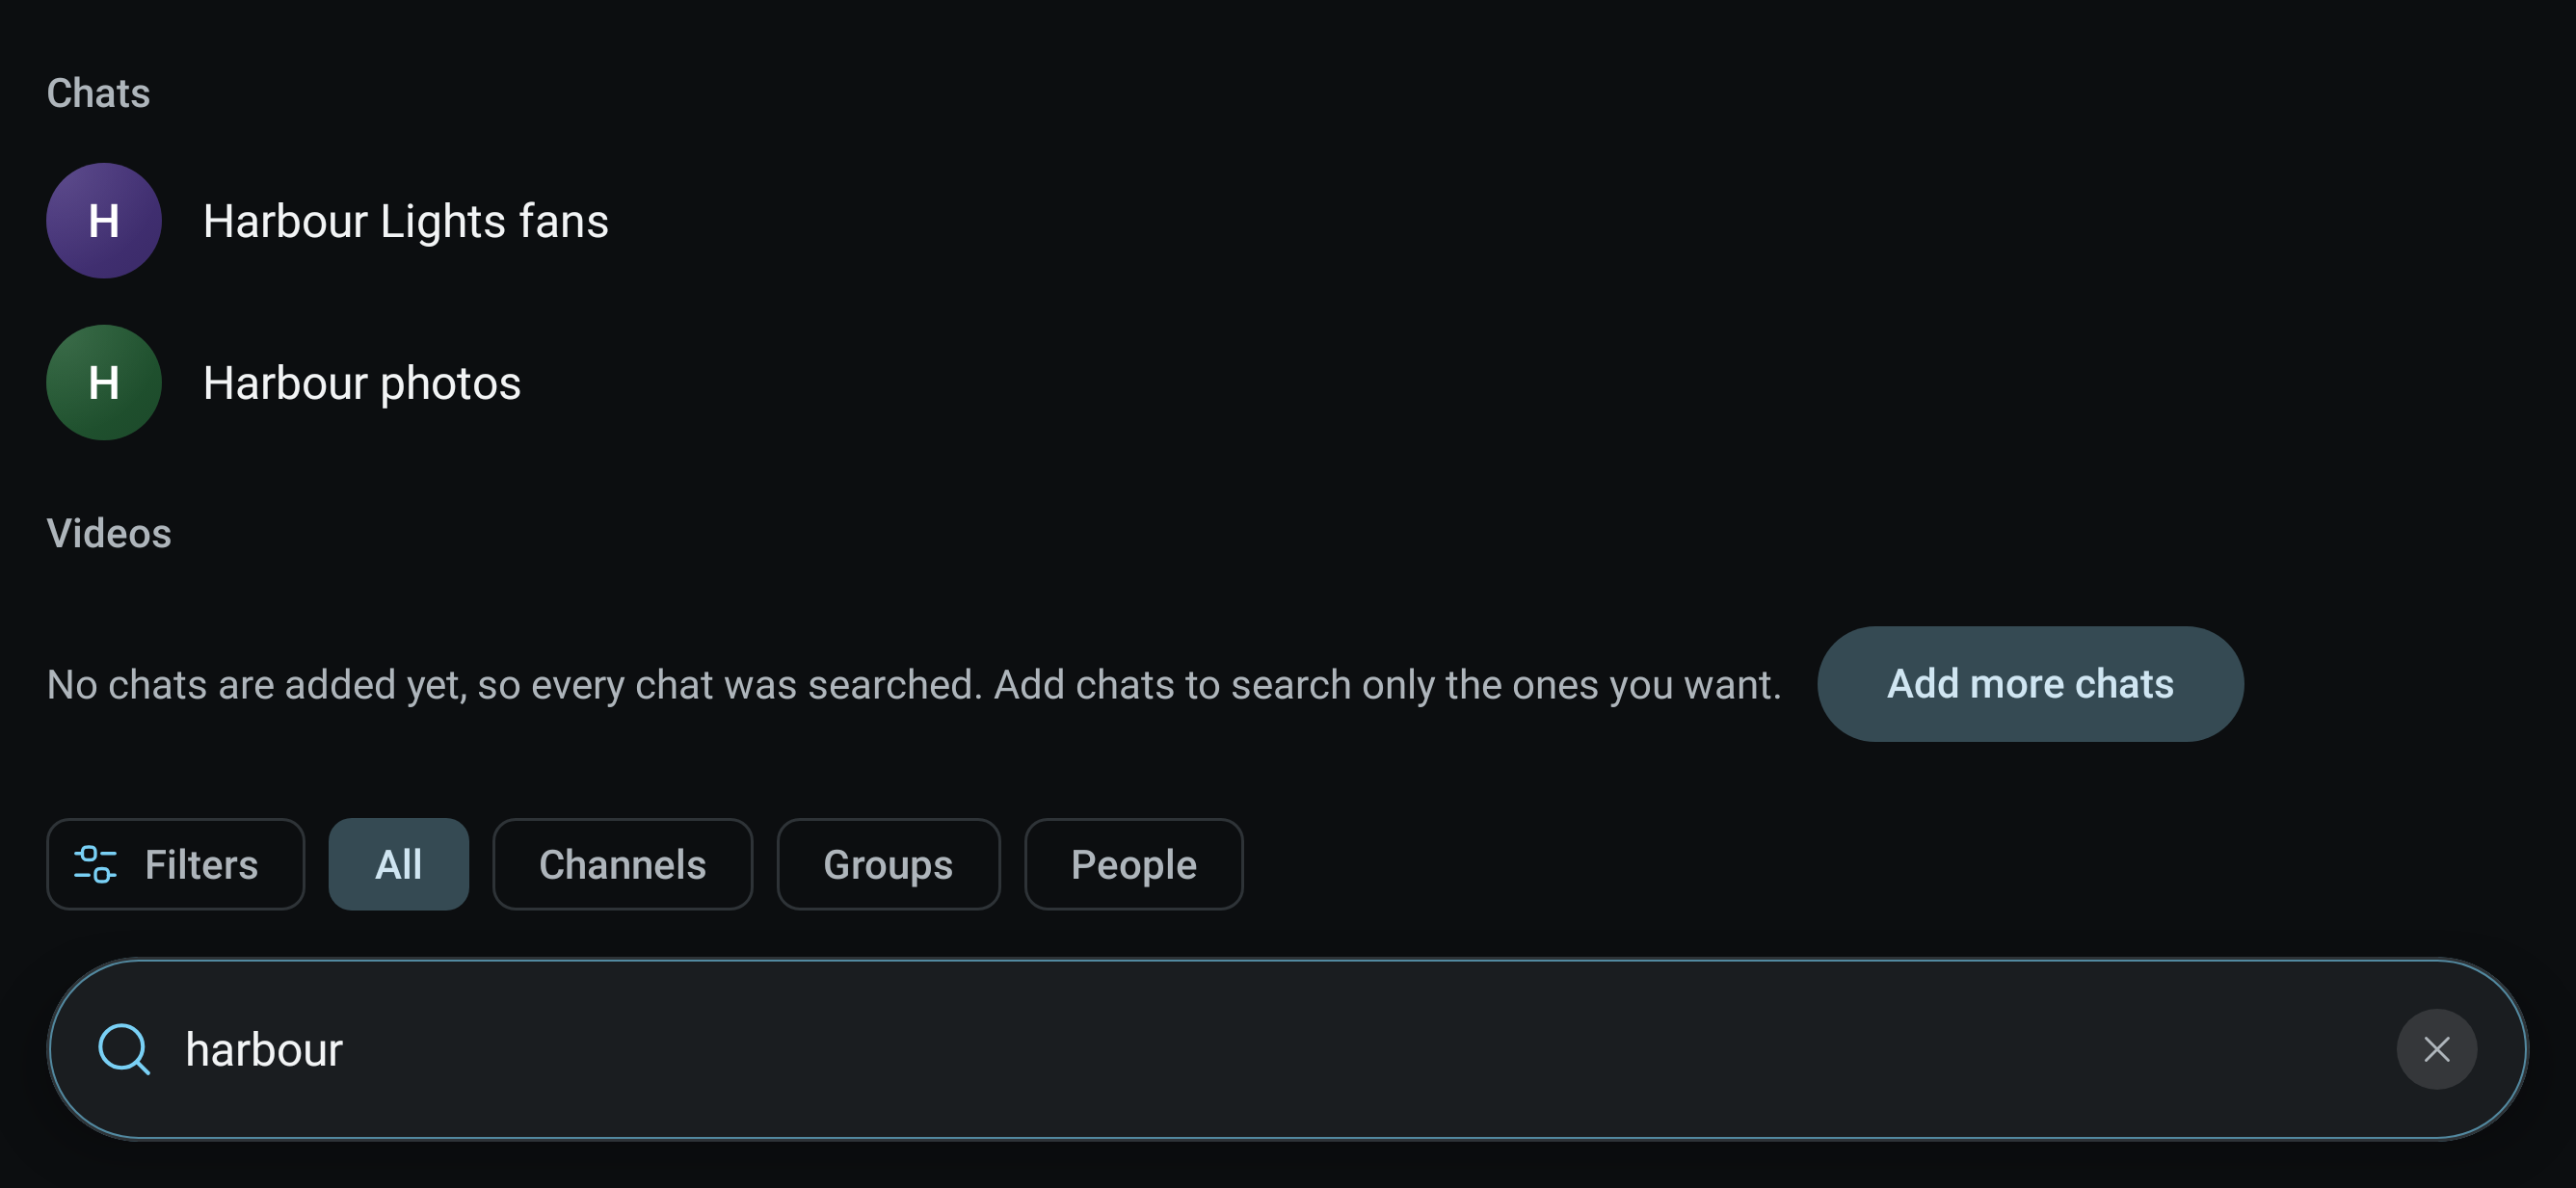 Chats
H Harbour Lights fans
H Harbour photos
Videos
No chats are added yet, so every chat was searched. Add chats to search only the ones you want. Add more chats
Filters All Channels Groups People
harbour